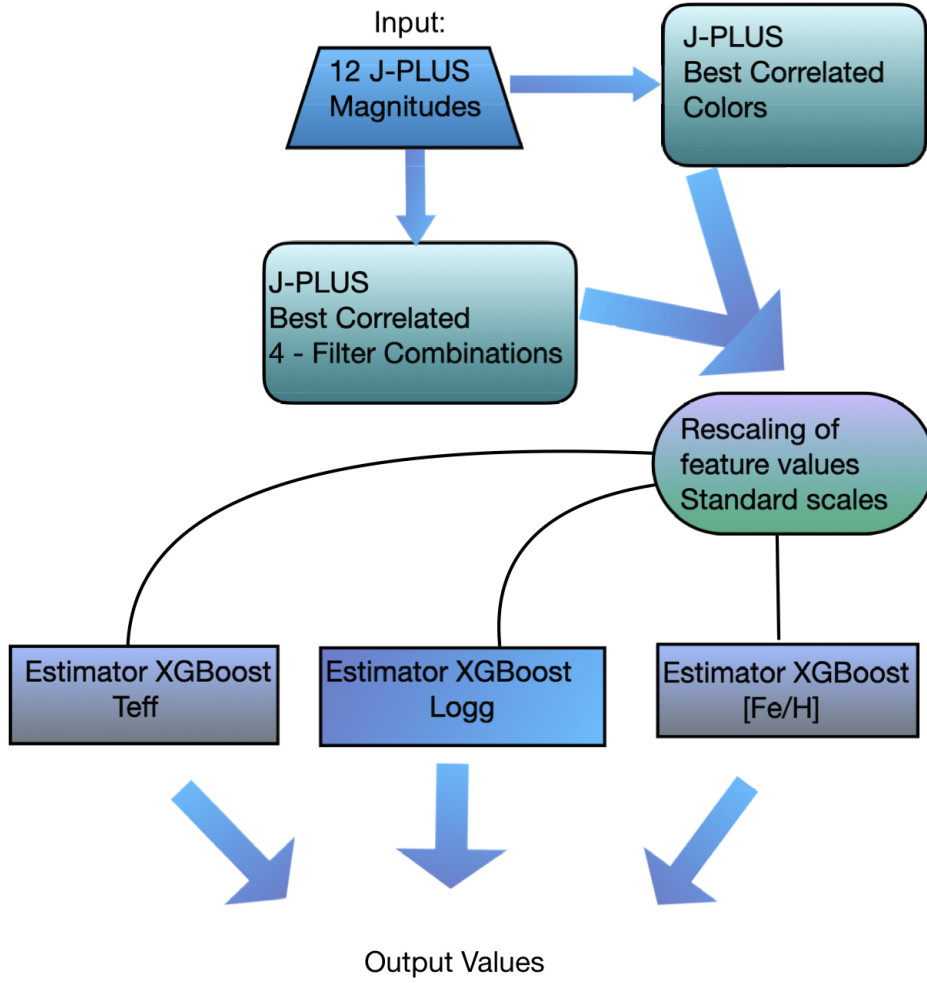 Input:
12 J-PLUS
Magnitudes
J-PLUS
Best Correlated
Colors
J-PLUS
Best Correlated
4 - Filter Combinations
Rescaling of
feature values
Standard scales
Estimator XGBoost
Teff
Estimator XGBoost
Logg
Estimator XGBoost
[Fe/H]
Output Values